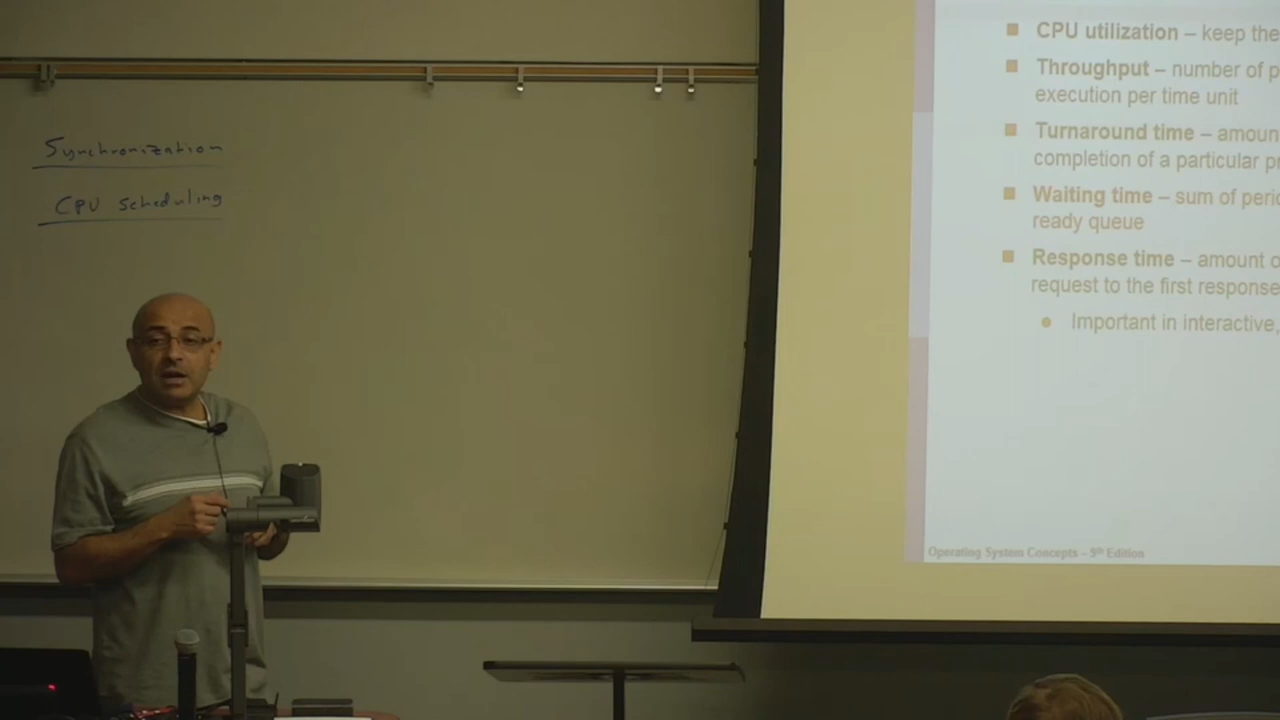 Synchronization
CPU scheduling
CPU utilization – keep the
Throughput – number of p
execution per time unit
Turnaround time – amoun
completion of a particular pr
Waiting time – sum of perio
ready queue
Response time – amount o
request to the first response
Important in interactive
Operating System Concepts – 9th Edition